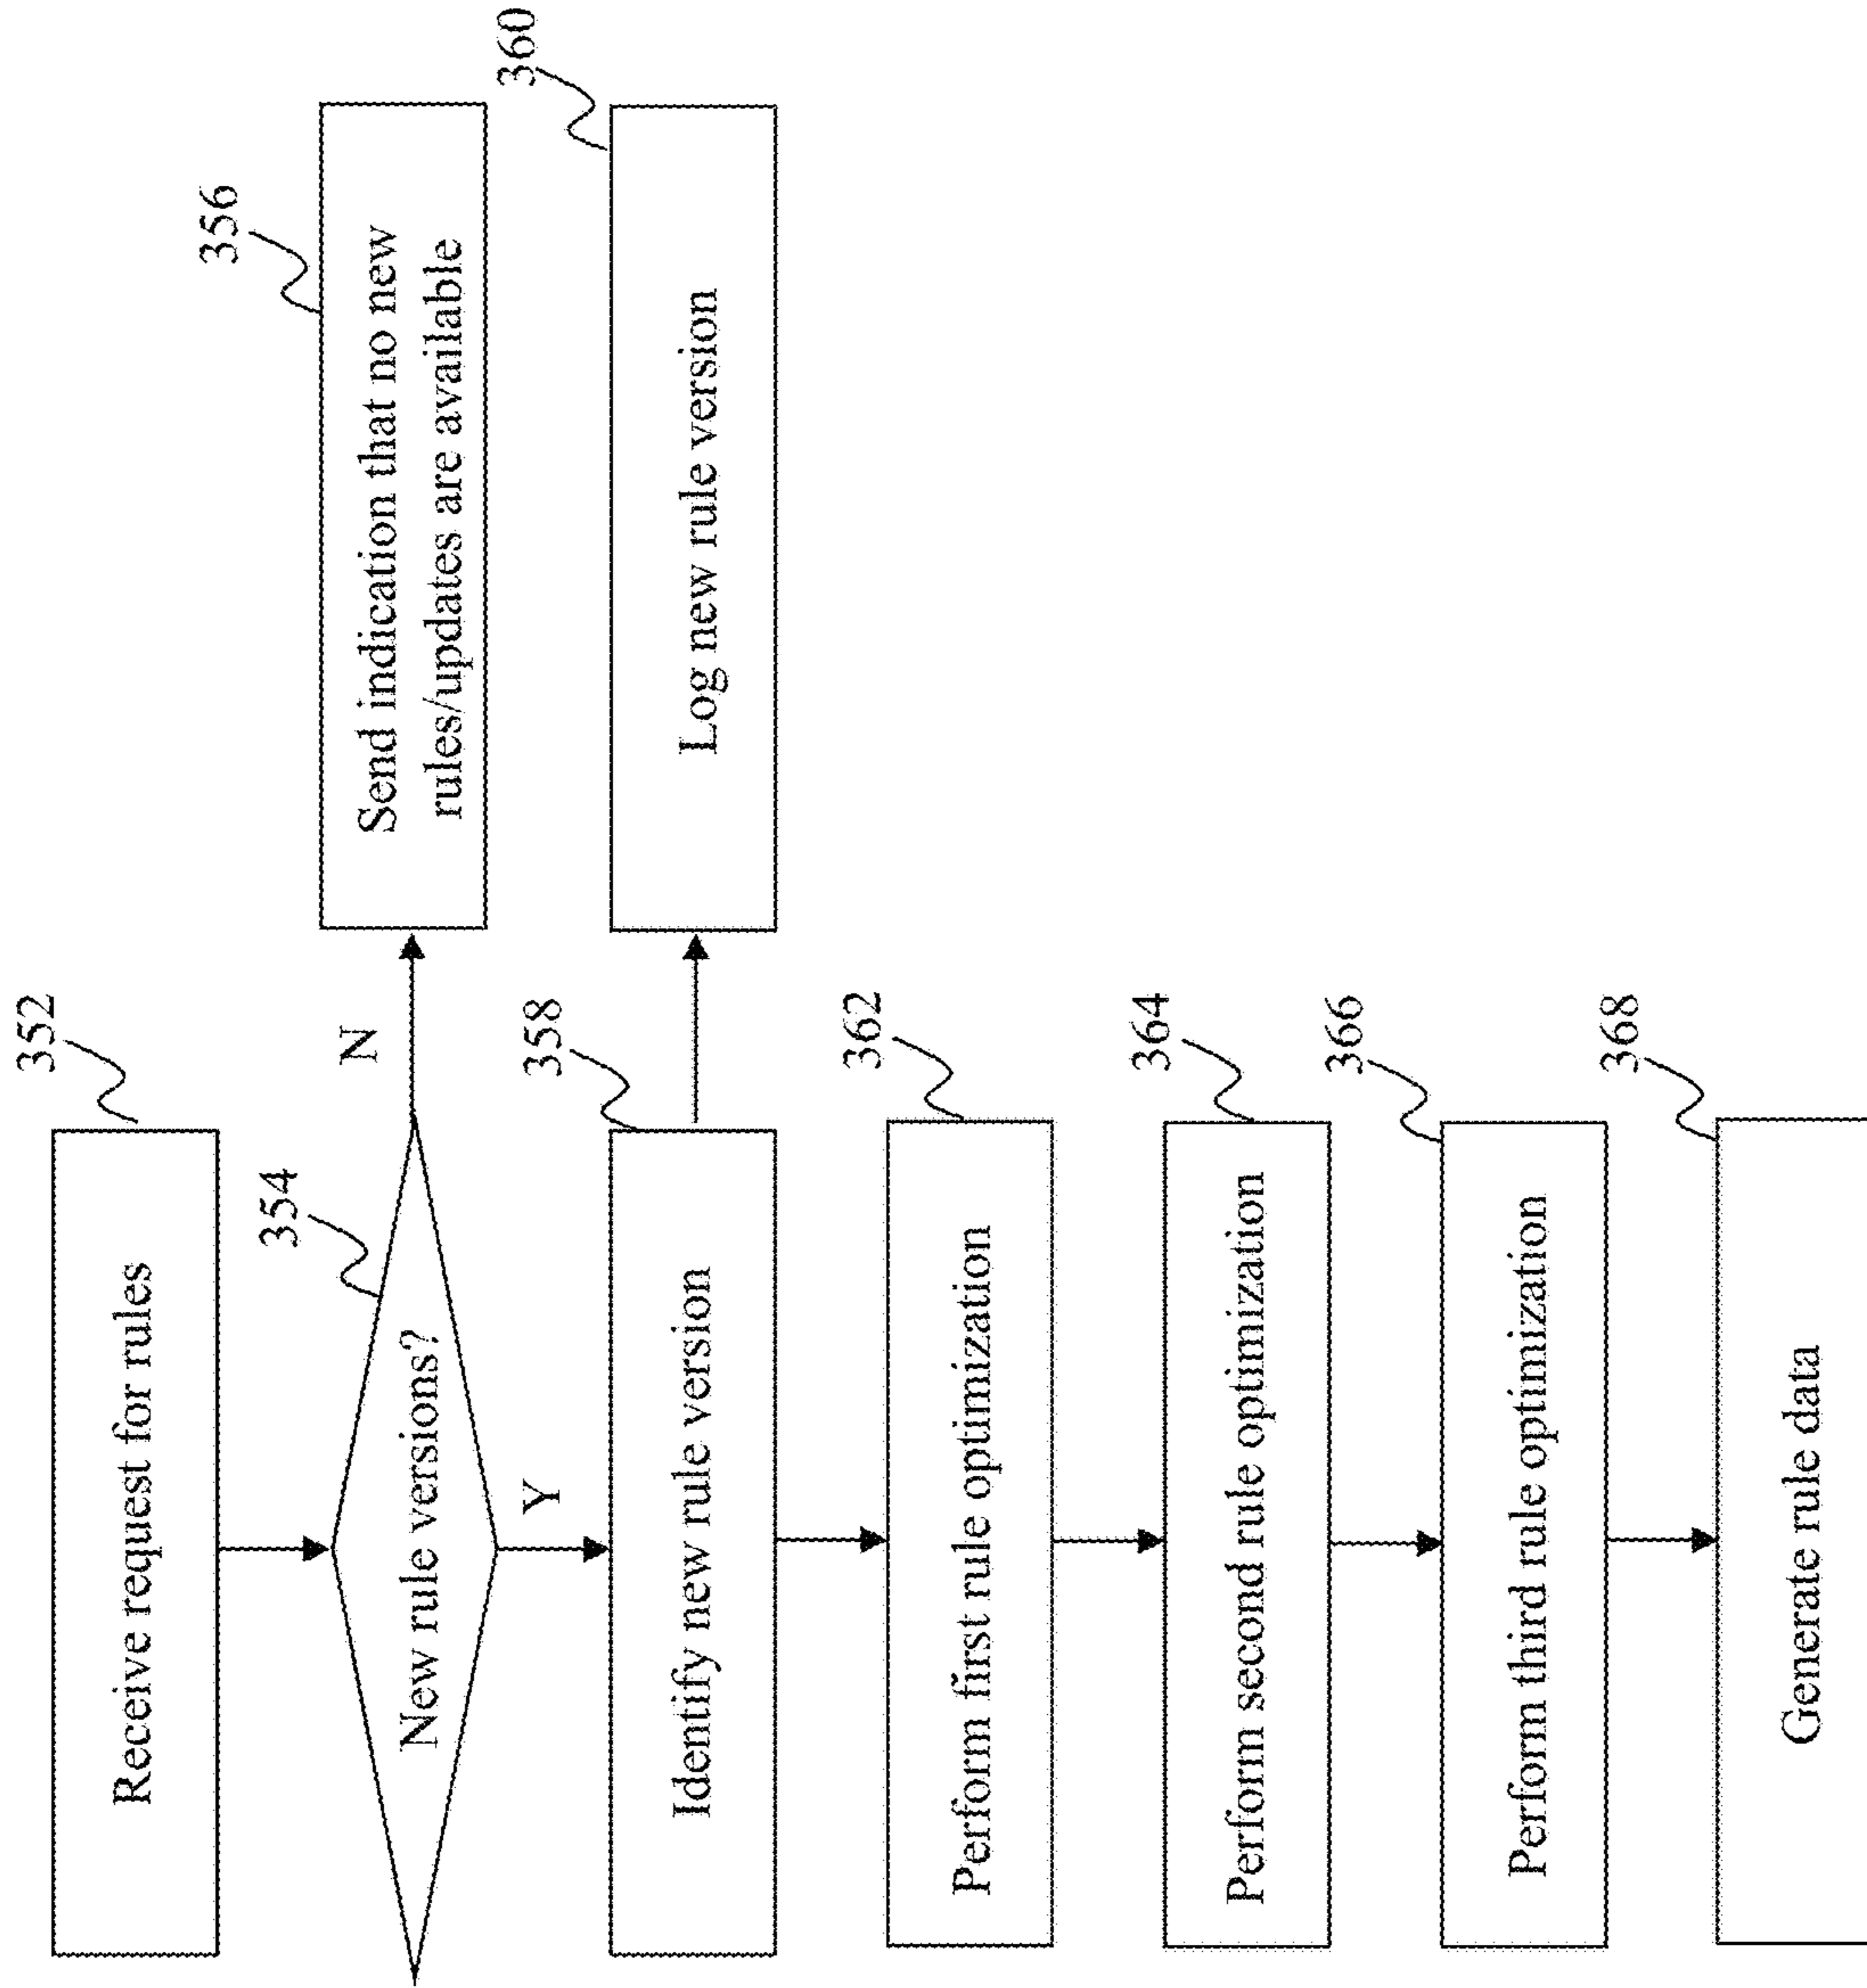 352
Receive request for rules
354
New rule versions?
N
356
Send indication that no new
rules/updates are available
Y
358
Identify new rule version
360
Log new rule version
362
Perform first rule optimization
364
Perform second rule optimization
366
Perform third rule optimization
368
Generate rule data